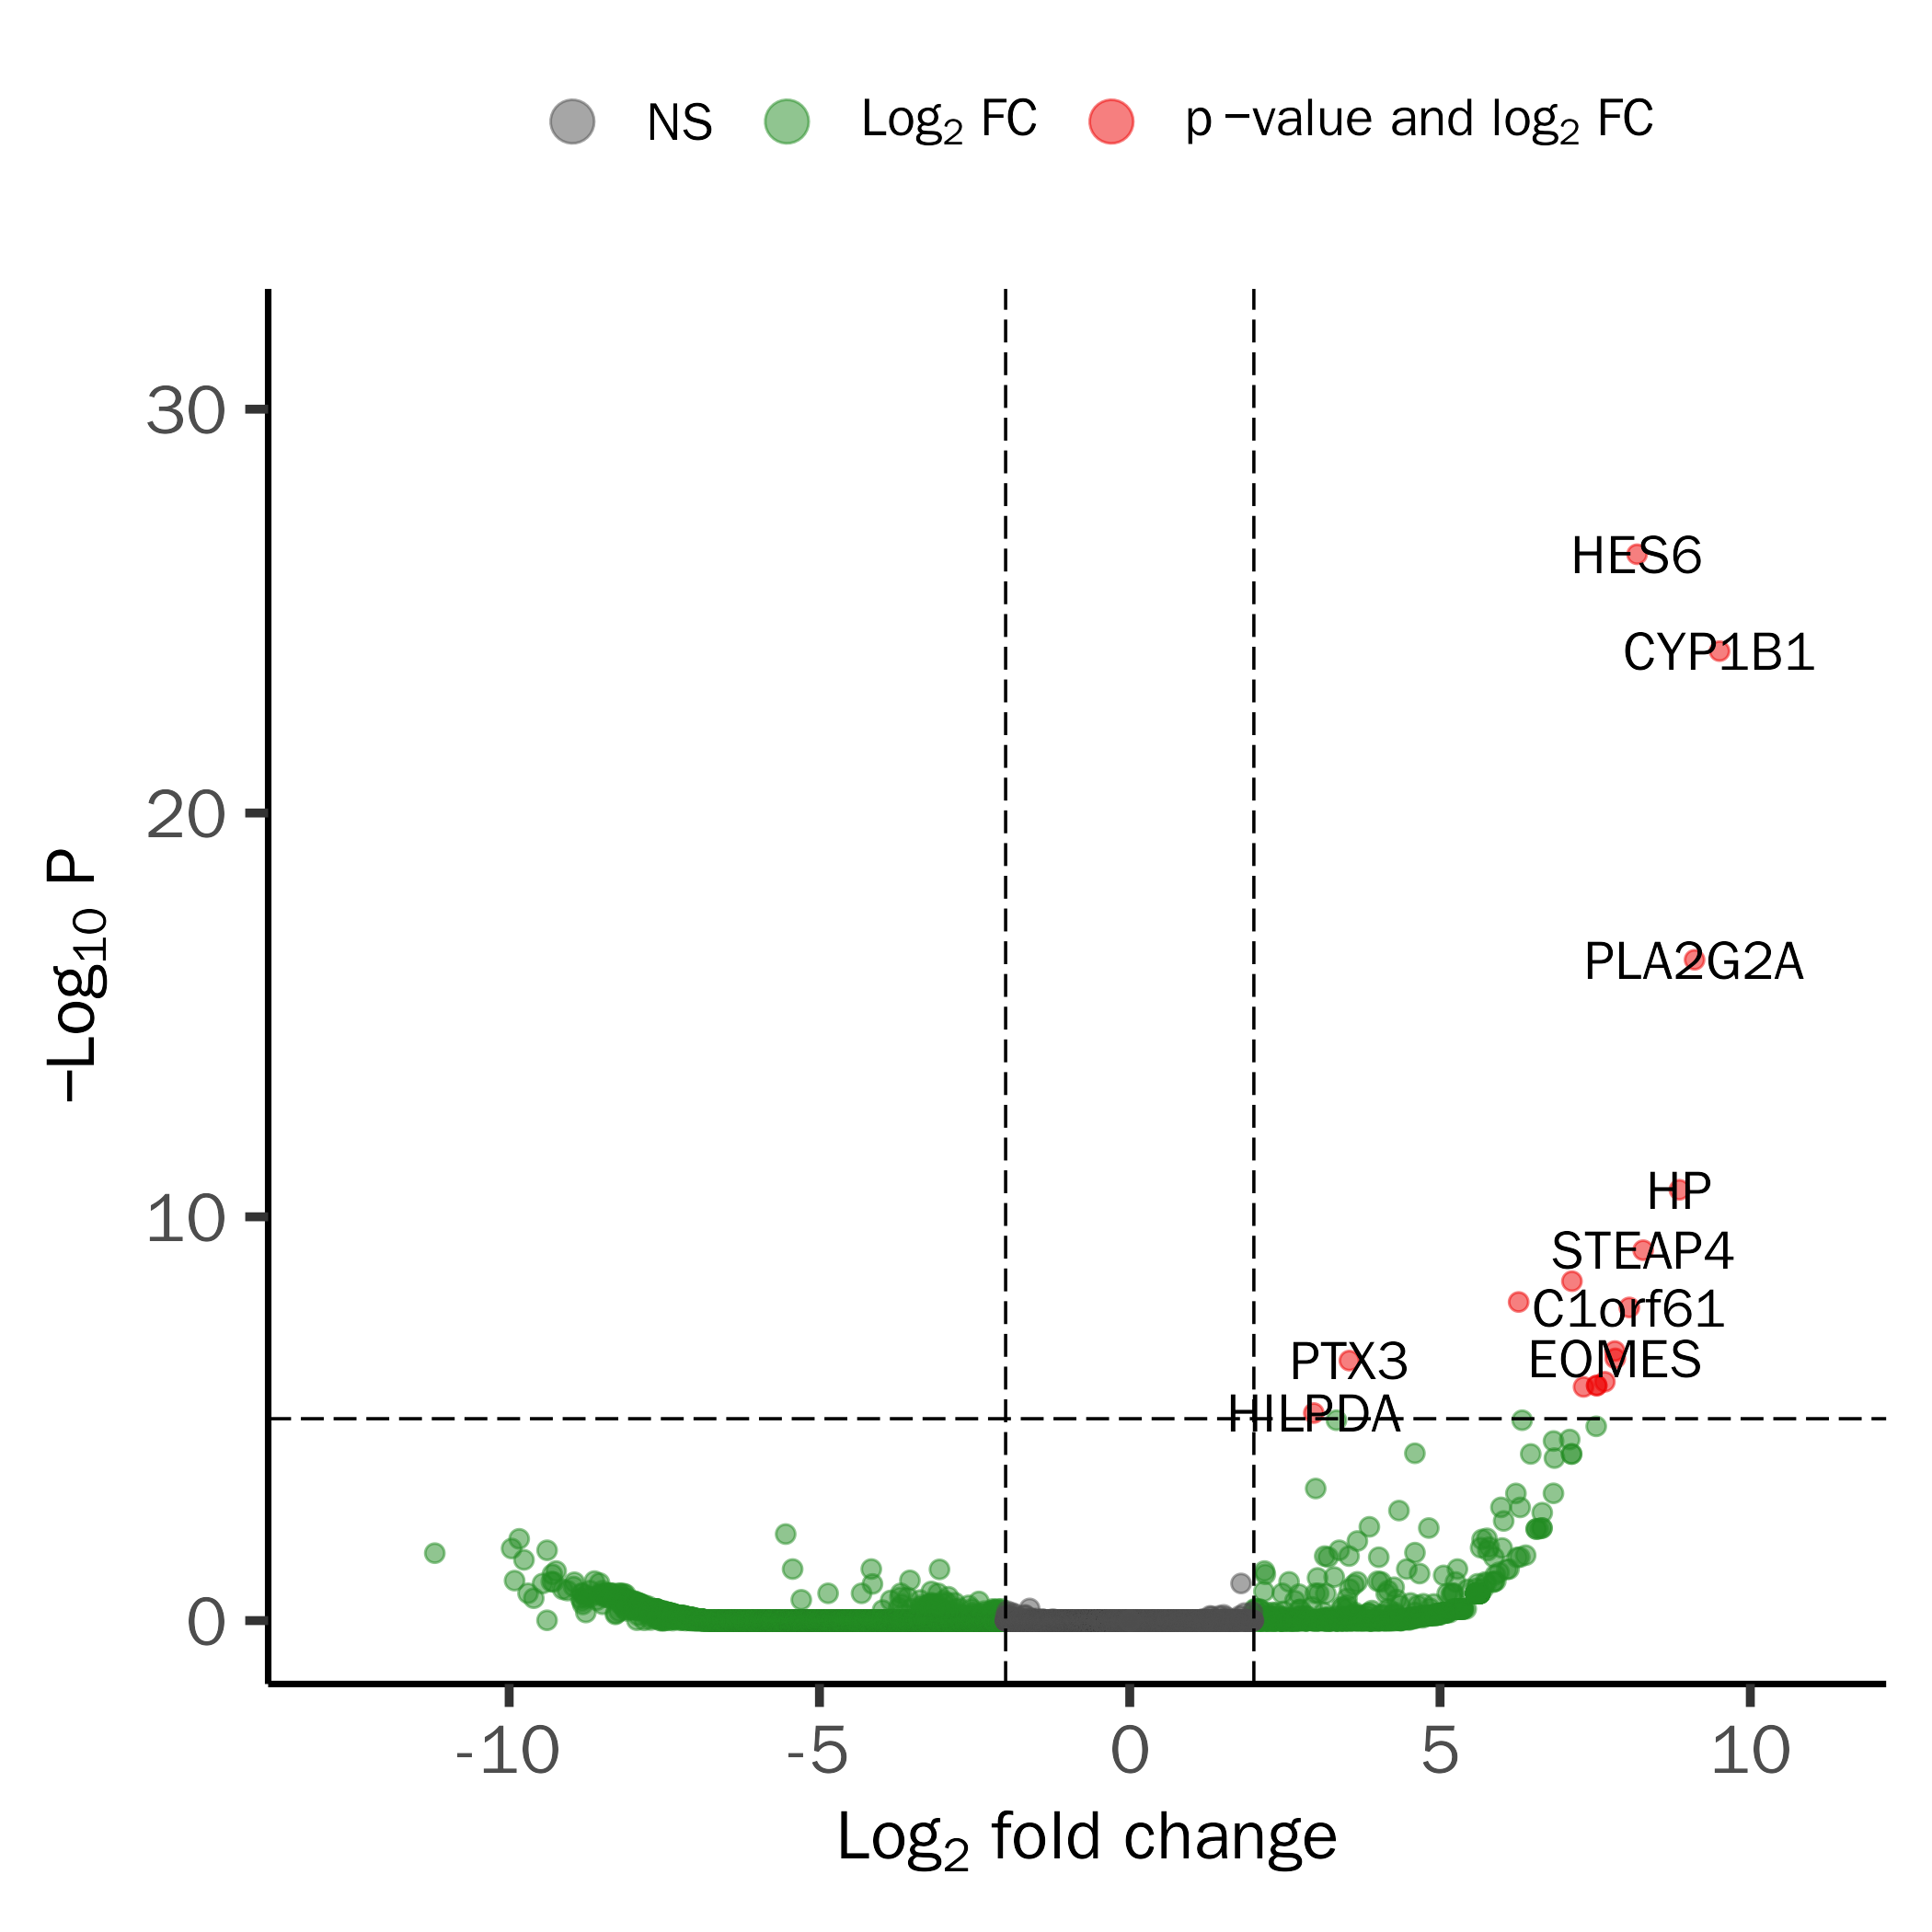 NS Log2 FC p −value and log2 FC
30
20
10
0
−Log10 P
HES6
CYP1B1
PLA2G2A
HP
STEAP4
C1orf61
PTX3
EOMES
HILPDA
-10 -5 0 5 10
Log2 fold change